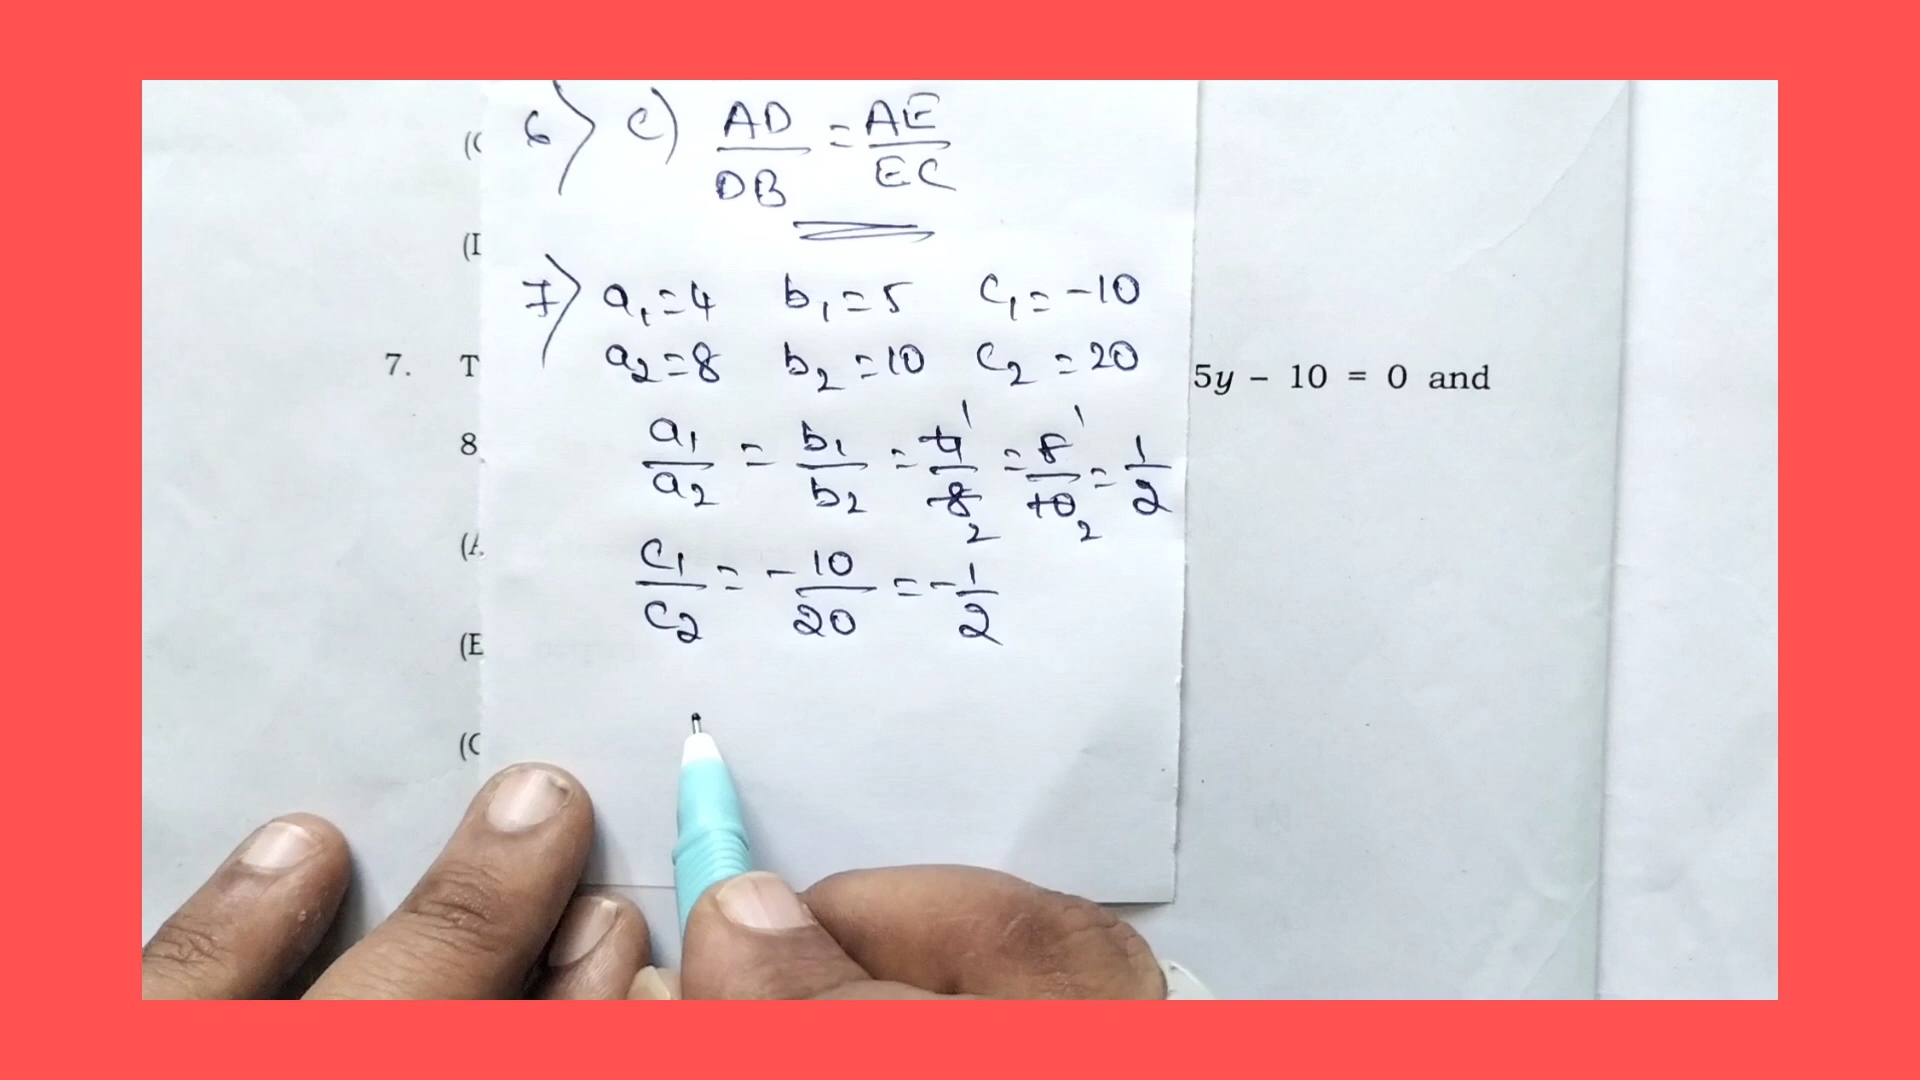 6) c) AD/DB = AE/EC
7) a₁=4 b₁=5 c₁=-10
a₂=8 b₂=10 c₂=20
7. T 5y – 10 = 0 and
a₁/a₂ = b₁/b₂ = 4/8 = 5/10 = 1/2
8
c₁/c₂ = -10/20 = -1/2